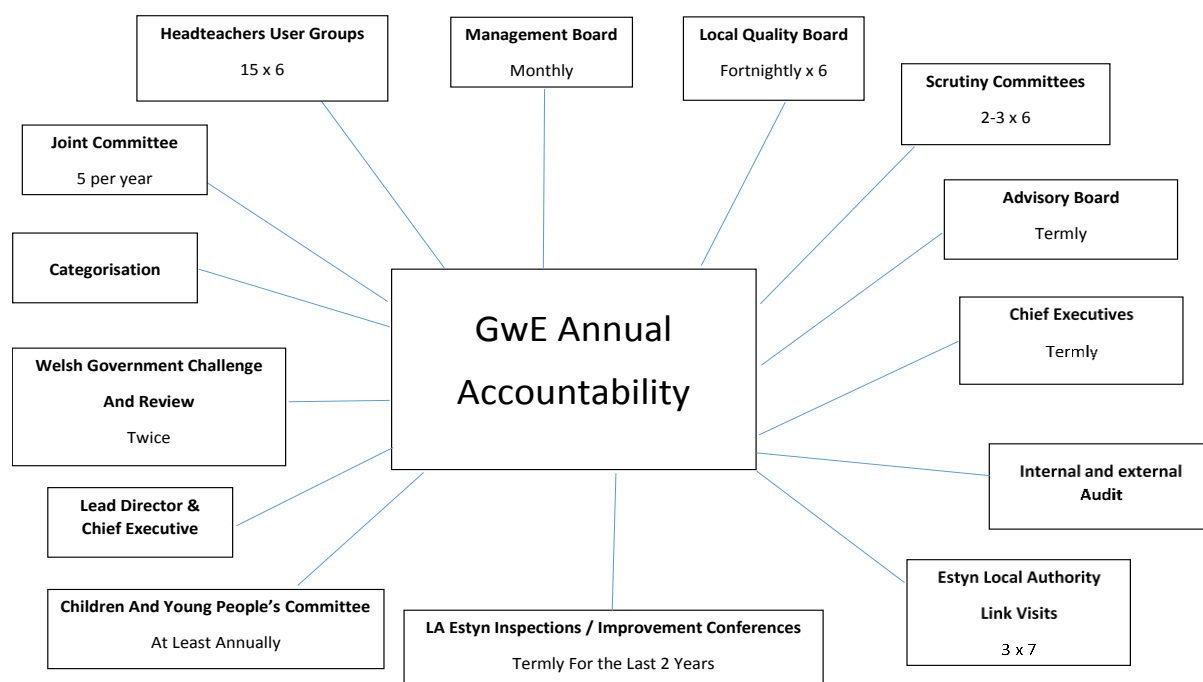 Headteachers User Groups
15 x 6
Management Board
Monthly
Local Quality Board
Fortnightly x 6
Scrutiny Committees
2-3 x 6
Joint Committee
5 per year
Advisory Board
Termly
Categorisation
GwE Annual
Accountability
Chief Executives
Termly
Welsh Government Challenge
And Review
Twice
Internal and external
Audit
Lead Director &
Chief Executive
Estyn Local Authority
Link Visits
3 x 7
Children And Young People’s Committee
At Least Annually
LA Estyn Inspections / Improvement Conferences
Termly For the Last 2 Years